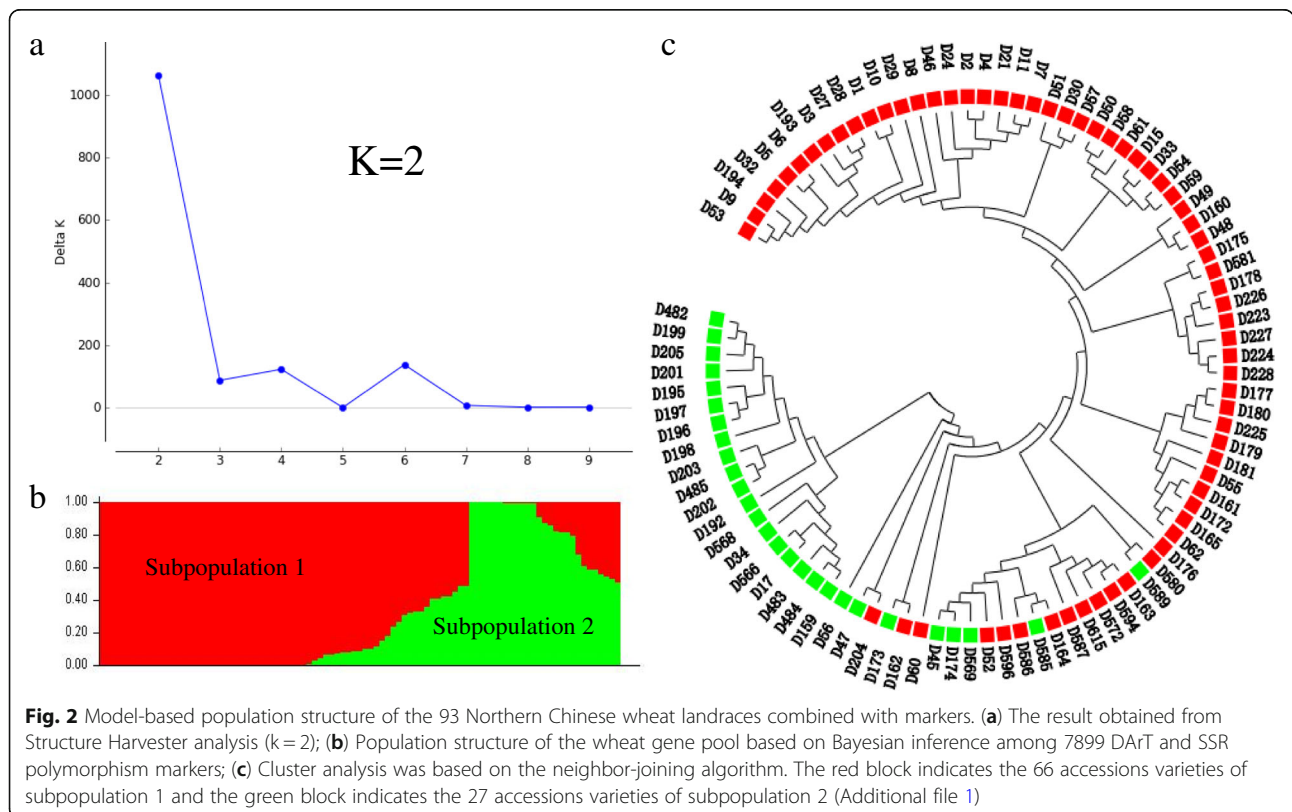 a
1000
800
600
400
200
0
Delta K
K=2
2 3 4 5 6 7 8 9
b
1.00
0.80
0.60
0.40
0.20
0.00
Subpopulation 1
Subpopulation 2
c
D53
D9
D194
D32
D5
D6
D193
D3
D27
D28
D1
D10
D29
D8
D46
D24
D2
D4
D21
D11
D7
D51
D30
D57
D50
D58
D61
D15
D33
D54
D59
D49
D160
D48
D175
D581
D178
D226
D223
D227
D224
D228
D177
D180
D225
D179
D181
D55
D161
D172
D165
D62
D176
D580
D589
D163
D594
D572
D615
D587
D164
D585
D586
D596
D52
D569
D174
D45
D60
D162
D173
D204
D47
D56
D159
D484
D483
D17
D566
D34
D568
D192
D202
D485
D203
D198
D196
D197
D195
D201
D205
D199
D482
Fig. 2 Model-based population structure of the 93 Northern Chinese wheat landraces combined with markers. (a) The result obtained from
Structure Harvester analysis (k = 2); (b) Population structure of the wheat gene pool based on Bayesian inference among 7899 DArT and SSR
polymorphism markers; (c) Cluster analysis was based on the neighbor-joining algorithm. The red block indicates the 66 accessions varieties of
subpopulation 1 and the green block indicates the 27 accessions varieties of subpopulation 2 (Additional file 1)